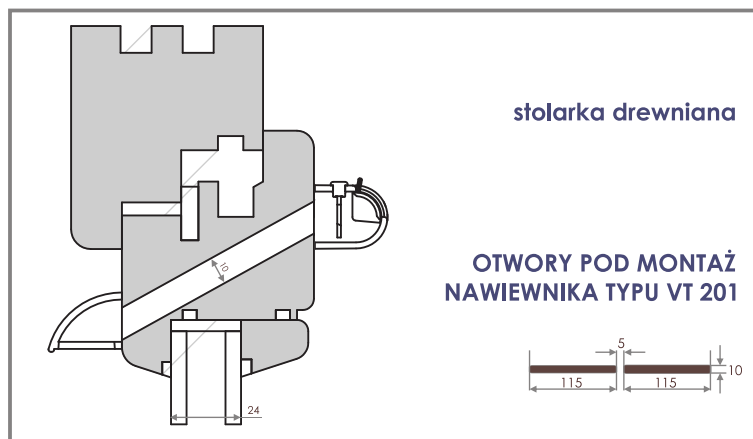 stolarka drewniana
10
OTWORY POD MONTAŻ
NAWIEWNIKA TYPU VT 201
5
10
115
115
24